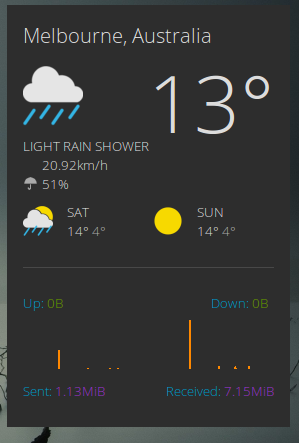 Melbourne, Australia
13°
LIGHT RAIN SHOWER
20.92km/h
51%
SAT
14° 4°
SUN
14° 4°
Up: 0B Down: 0B
Sent: 1.13MiB Received: 7.15MiB